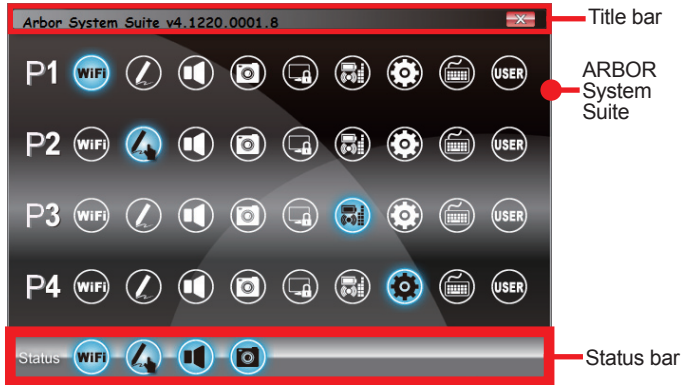 Arbor System Suite v4.1220.0001.8
X
Title bar
P1 WiFi USER
ARBOR
System
Suite
P2 WiFi USER
P3 WiFi USER
P4 WiFi USER
Status WiFi
Status bar